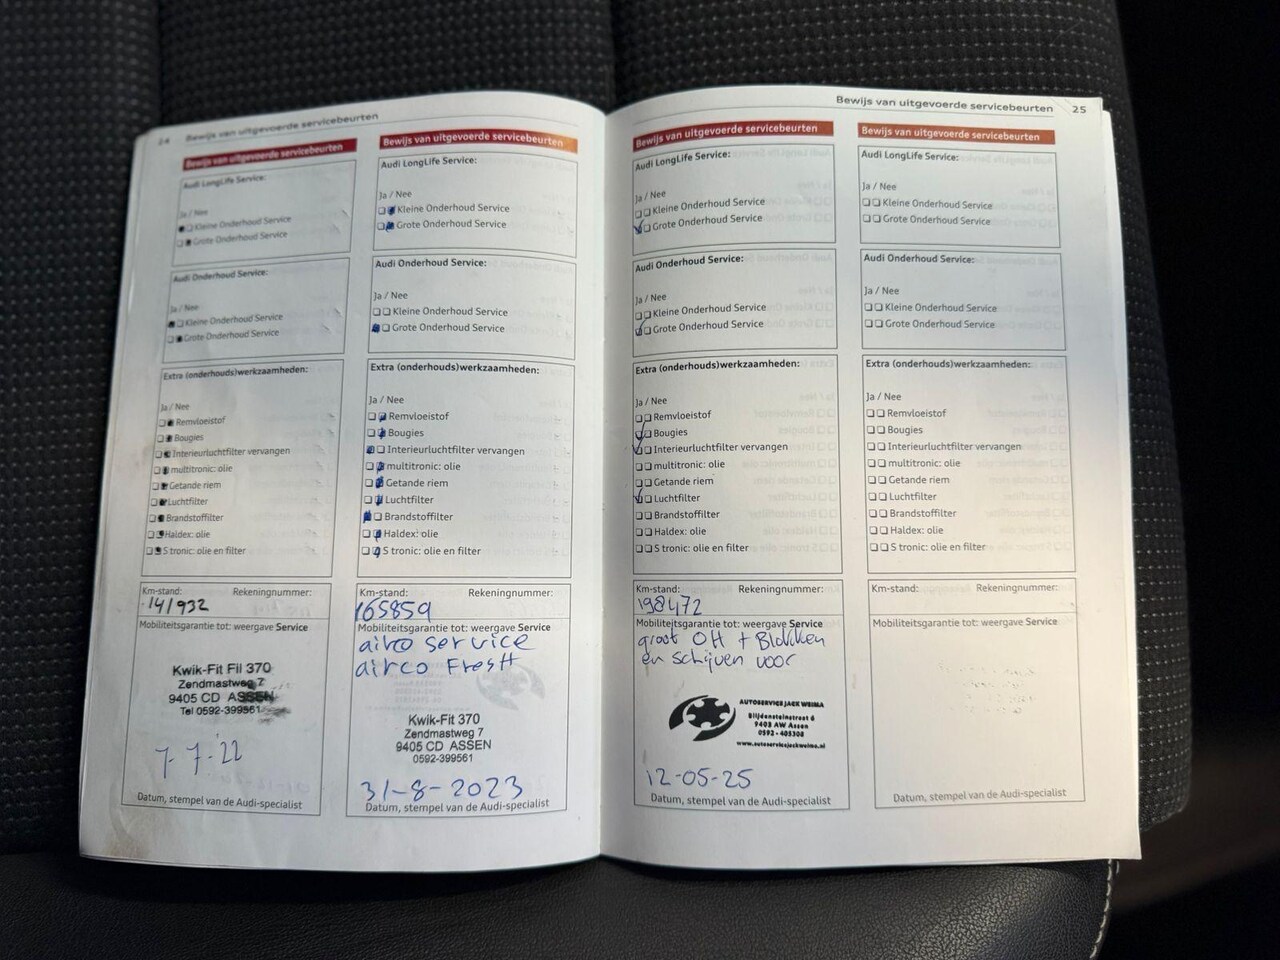 24 Bewijs van uitgevoerde servicebeurten
Bewijs van uitgevoerde servicebeurten
Audi LongLife Service:
Ja / Nee
Kleine Onderhoud Service
Grote Onderhoud Service
Audi Onderhoud Service:
Ja / Nee
Kleine Onderhoud Service
Grote Onderhoud Service
Extra (onderhouds)werkzaamheden:
Ja / Nee
Remvloeistof
Bougies
Interieurluchtfilter vervangen
multitronic: olie
Getande riem
Luchtfilter
Brandstoffilter
Haldex: olie
S tronic: olie en filter
Km-stand: Rekeningnummer:
141932
Mobiliteitsgarantie tot: weergave Service
Kwik-Fit Fil 370
Zendmastweg 7
9405 CD ASSEN
Tel 0592-399561
7-7-'22
Datum, stempel van de Audi-specialist
Bewijs van uitgevoerde servicebeurten
Audi LongLife Service:
Ja / Nee
Kleine Onderhoud Service
Grote Onderhoud Service
Audi Onderhoud Service:
Ja / Nee
Kleine Onderhoud Service
Grote Onderhoud Service
Extra (onderhouds)werkzaamheden:
Ja / Nee
Remvloeistof
Bougies
Interieurluchtfilter vervangen
multitronic: olie
Getande riem
Luchtfilter
Brandstoffilter
Haldex: olie
S tronic: olie en filter
Km-stand: Rekeningnummer:
165859
Mobiliteitsgarantie tot: weergave Service
airco service
airco Fresh
Kwik-Fit 370
Zendmastweg 7
9405 CD ASSEN
0592-399561
31-8-2023
Datum, stempel van de Audi-specialist
Bewijs van uitgevoerde servicebeurten 25
Bewijs van uitgevoerde servicebeurten
Audi LongLife Service:
Ja / Nee
Kleine Onderhoud Service
Grote Onderhoud Service
Audi Onderhoud Service:
Ja / Nee
Kleine Onderhoud Service
Grote Onderhoud Service
Extra (onderhouds)werkzaamheden:
Ja / Nee
Remvloeistof
Bougies
Interieurluchtfilter vervangen
multitronic: olie
Getande riem
Luchtfilter
Brandstoffilter
Haldex: olie
S tronic: olie en filter
Km-stand: Rekeningnummer:
198472
Mobiliteitsgarantie tot: weergave Service
groot OH + Blokken
en schijven voor
AUTOSERVICE JACK WEIMA
Blijdensteinstraat 6
9403 AW Assen
0592 - 405308
www.autoservicejackweima.nl
12-05-25
Datum, stempel van de Audi-specialist
Bewijs van uitgevoerde servicebeurten
Audi LongLife Service:
Ja / Nee
Kleine Onderhoud Service
Grote Onderhoud Service
Audi Onderhoud Service:
Ja / Nee
Kleine Onderhoud Service
Grote Onderhoud Service
Extra (onderhouds)werkzaamheden:
Ja / Nee
Remvloeistof
Bougies
Interieurluchtfilter vervangen
multitronic: olie
Getande riem
Luchtfilter
Brandstoffilter
Haldex: olie
S tronic: olie en filter
Km-stand: Rekeningnummer:
Mobiliteitsgarantie tot: weergave Service
Datum, stempel van de Audi-specialist